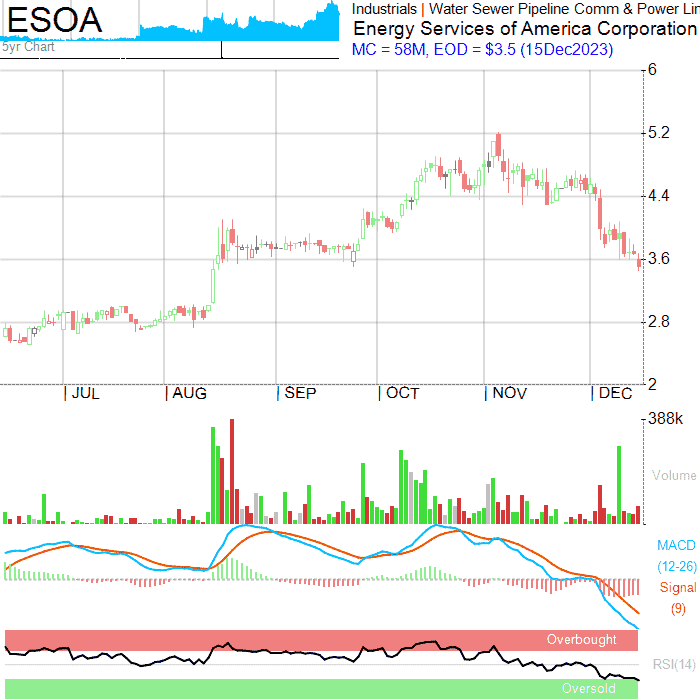 ESOA
5yr Chart
Industrials | Water Sewer Pipeline Comm & Power Lin
Energy Services of America Corporation
MC = 58M, EOD = $3.5 (15Dec2023)
6
5.2
4.4
3.6
2.8
2
JUL AUG SEP OCT NOV DEC
388k
Volume
MACD
(12-26)
Signal
(9)
Overbought
RSI(14)
Oversold